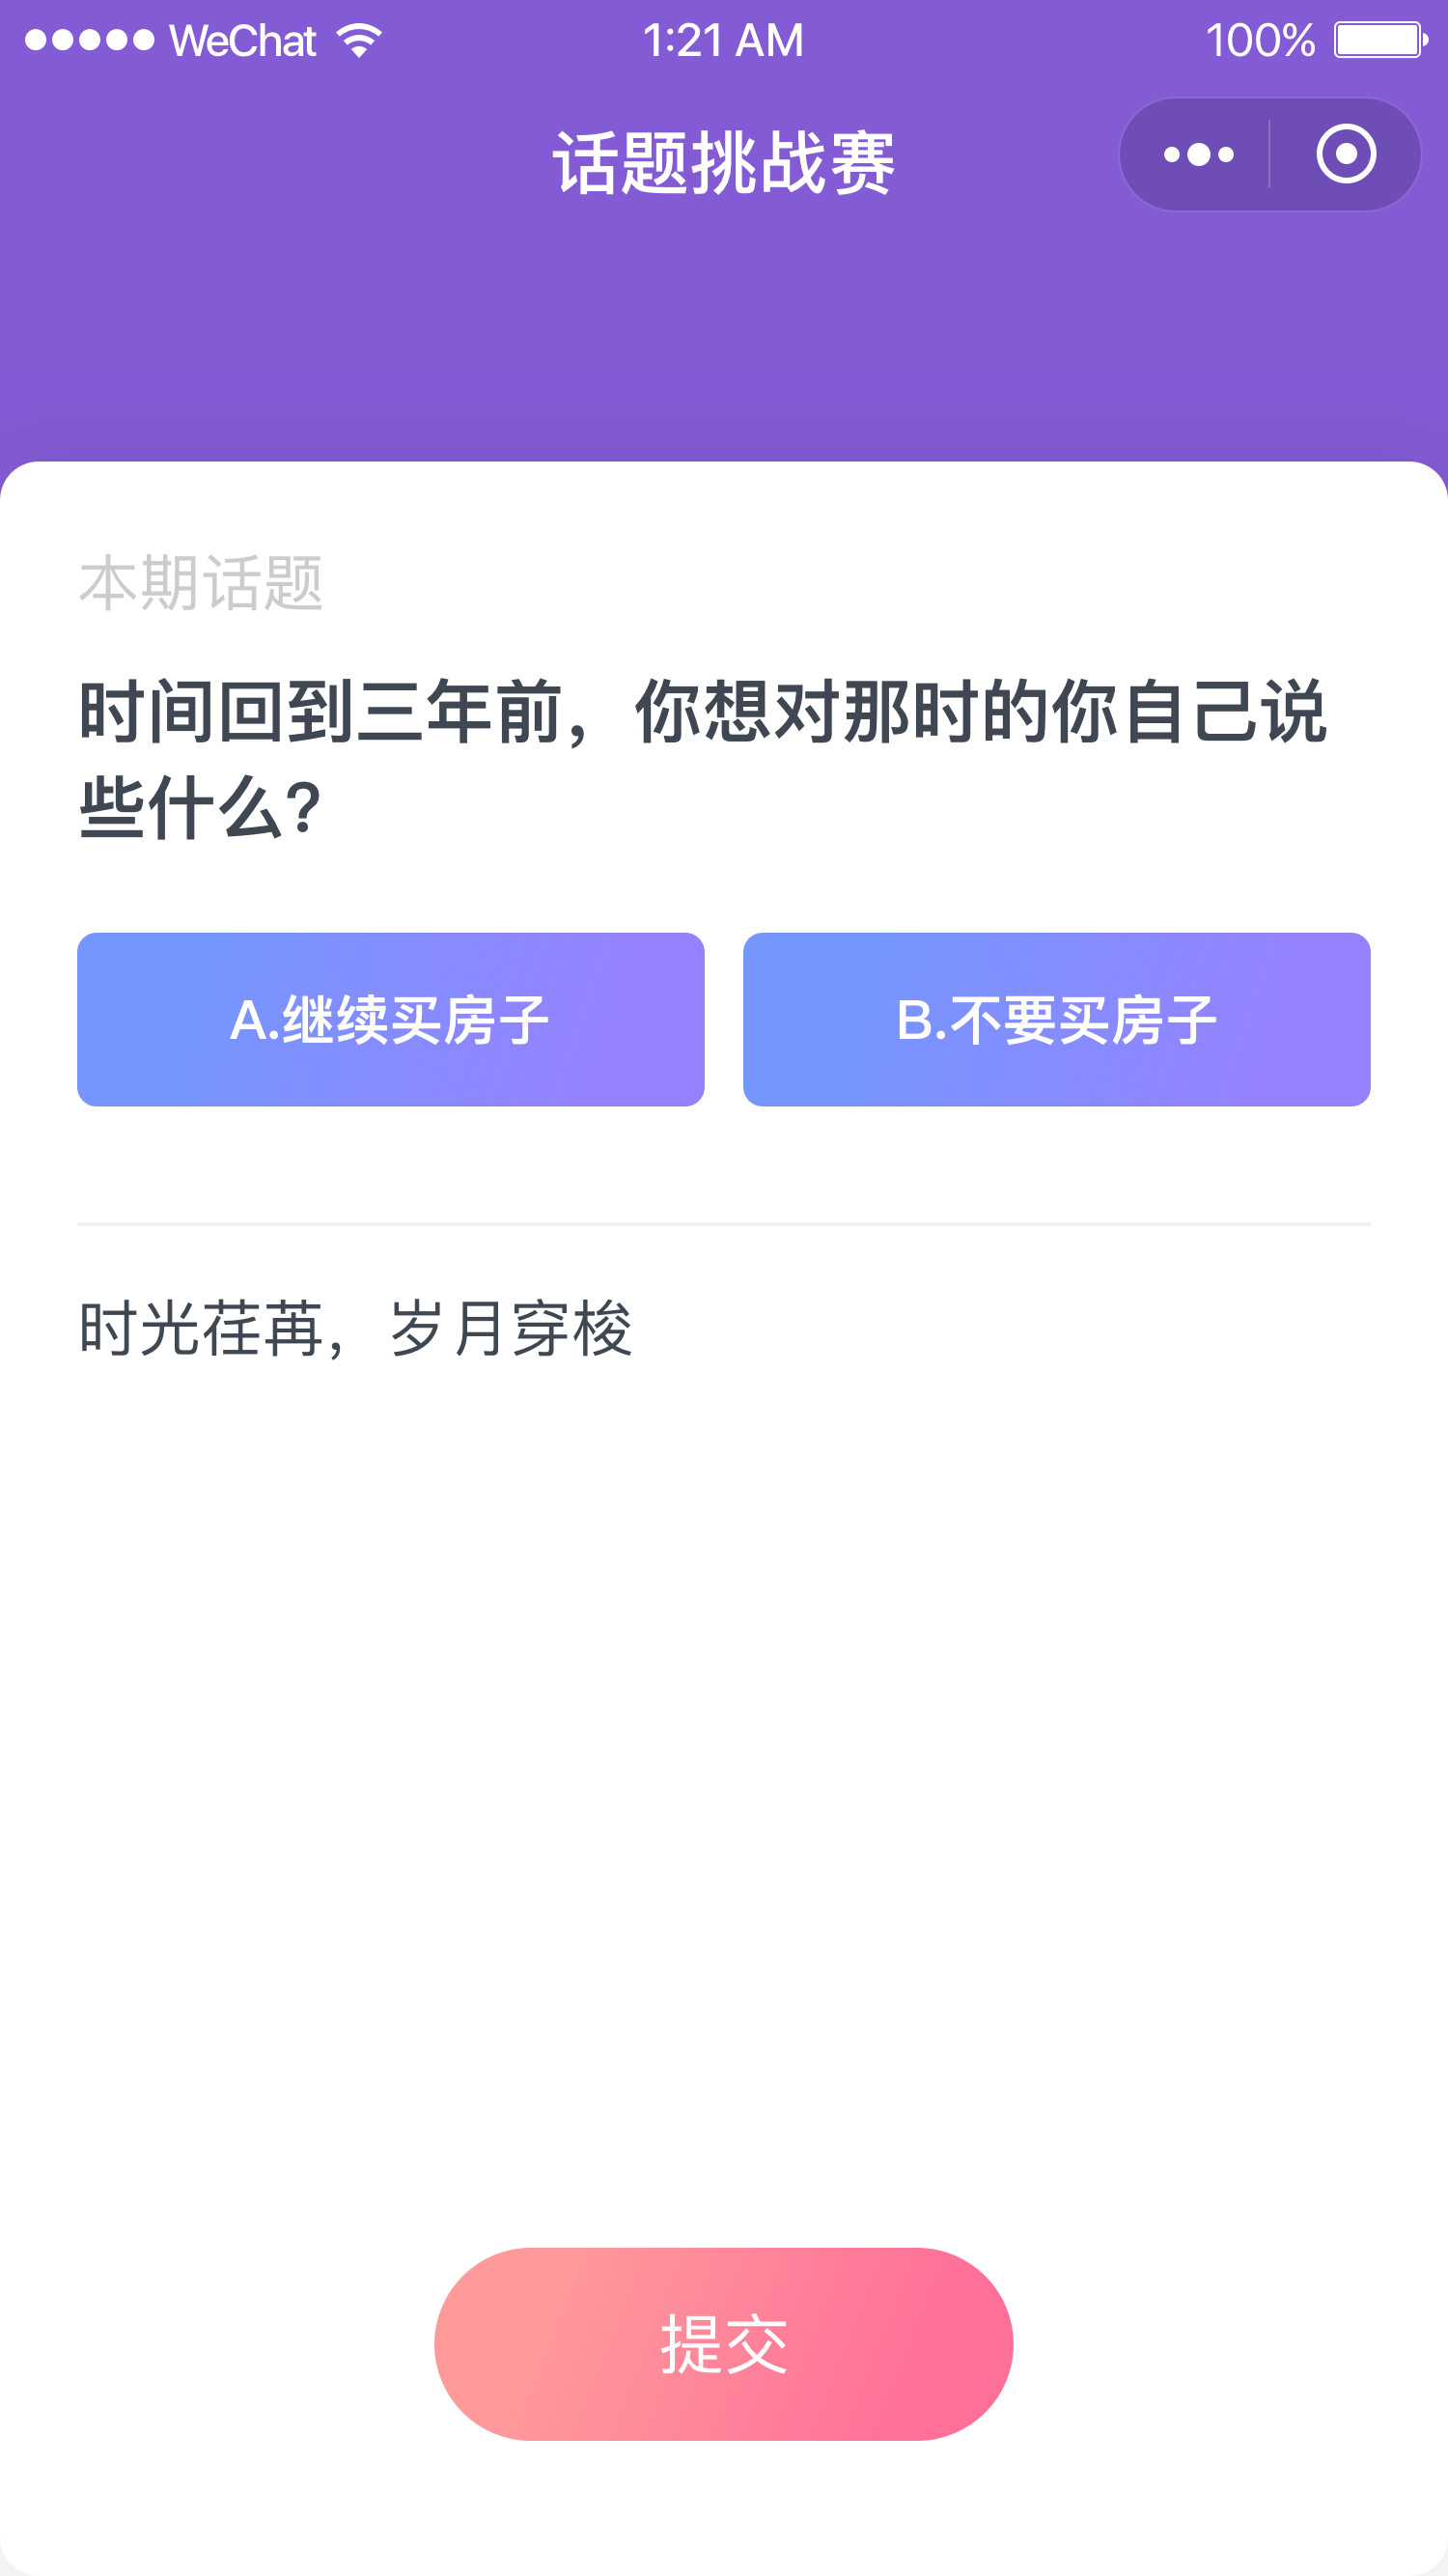 WeChat 1:21 AM 100%
话题挑战赛
本期话题
时间回到三年前，你想对那时的你自己说
些什么?
A.继续买房子 B.不要买房子
时光荏苒，岁月穿梭
提交